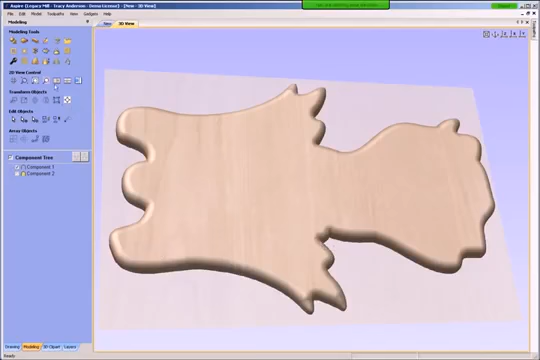 Aspire (Legacy Mill - Tracy Anderson - Demo License) - [New - 3D View]
File Edit Model Toolpaths View Gadgets Help
Modeling
New 3D View
Modeling Tools
3D View Control
Transform Objects
Edit Objects
Array Objects
Component Tree
Component 1
Component 2
Drawing Modeling 3D Clipart Layers
Ready